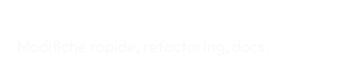 Modifiche rapide, refactoring, docs